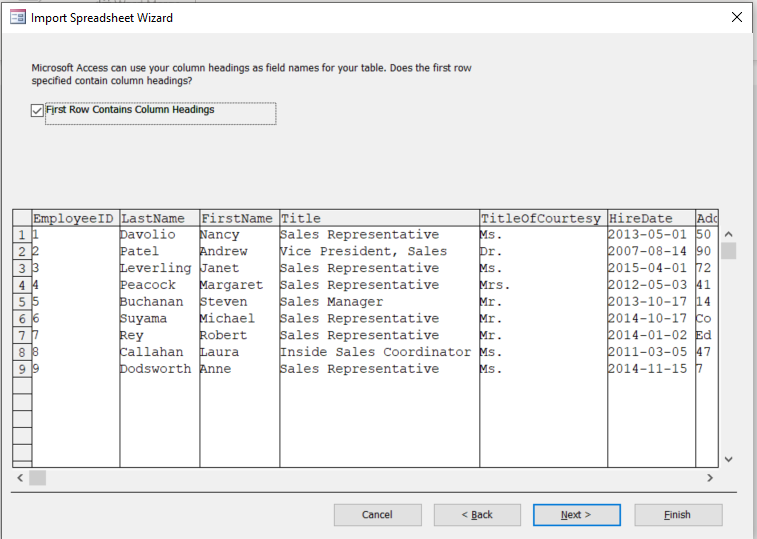 Import Spreadsheet Wizard
Microsoft Access can use your column headings as field names for your table. Does the first row
specified contain column headings?
First Row Contains Column Headings
EmployeeID LastName FirstName Title TitleOfCourtesy HireDate Adc
1 1 Davolio Nancy Sales Representative Ms. 2013-05-01 50
2 2 Patel Andrew Vice President, Sales Dr. 2007-08-14 90
3 3 Leverling Janet Sales Representative Ms. 2015-04-01 72
4 4 Peacock Margaret Sales Representative Mrs. 2012-05-03 41
5 5 Buchanan Steven Sales Manager Mr. 2013-10-17 14
6 6 Suyama Michael Sales Representative Mr. 2014-10-17 Co
7 7 Rey Robert Sales Representative Mr. 2014-01-02 Ed
8 8 Callahan Laura Inside Sales Coordinator Ms. 2011-03-05 47
9 9 Dodsworth Anne Sales Representative Ms. 2014-11-15 7
Cancel < Back Next > Finish